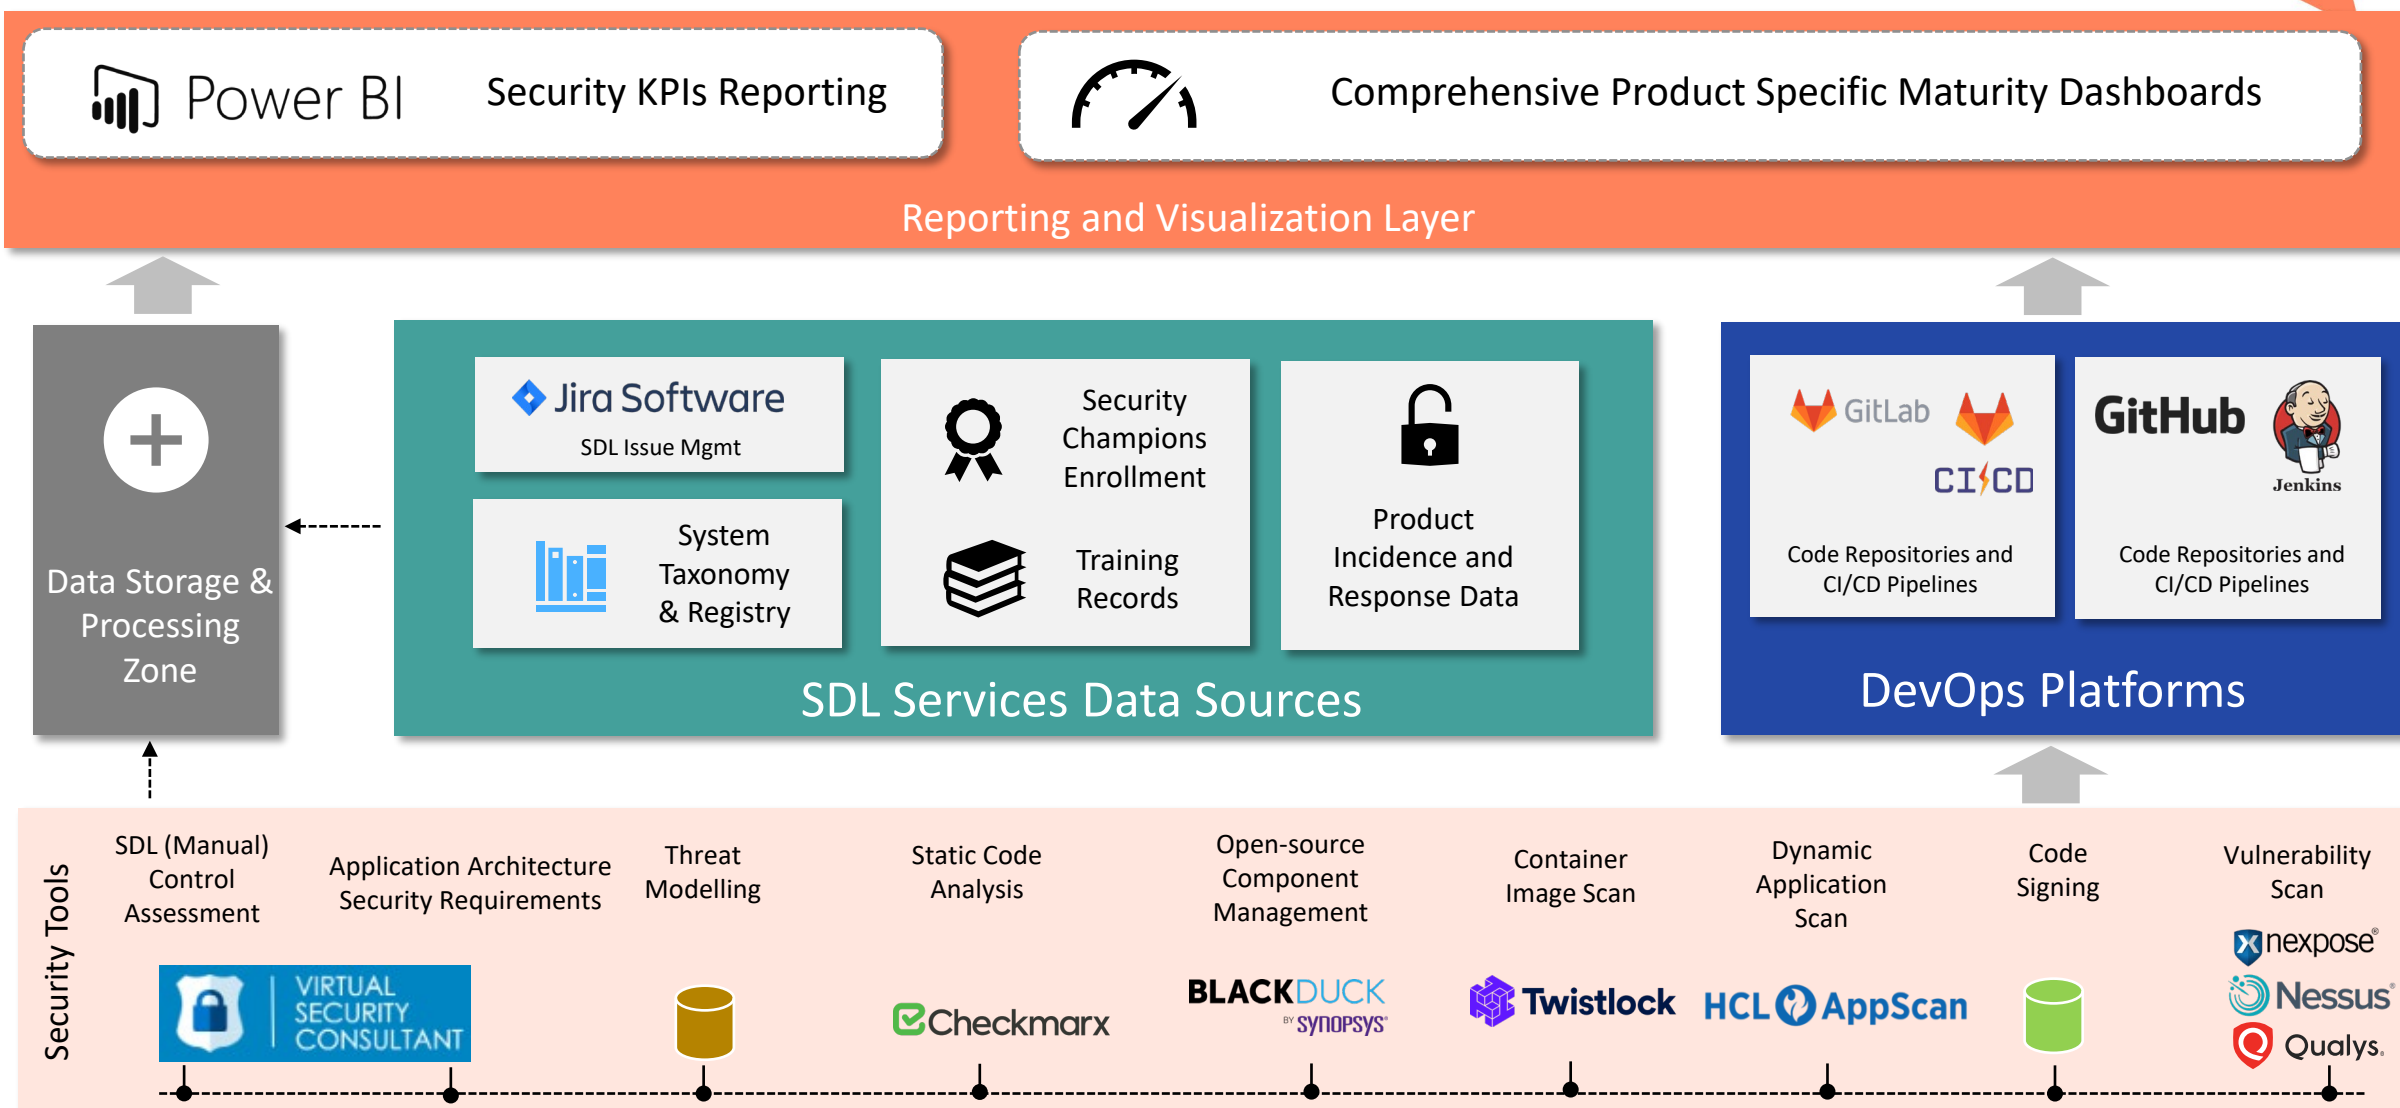 Power BI
Security KPIs Reporting
Comprehensive Product Specific Maturity Dashboards
Reporting and Visualization Layer
Data Storage &
Processing
Zone
Jira Software
SDL Issue Mgmt
System
Taxonomy
& Registry
Security
Champions
Enrollment
Training
Records
Product
Incidence and
Response Data
SDL Services Data Sources
GitLab
CI CD
Code Repositories and
CI/CD Pipelines
GitHub
Jenkins
Code Repositories and
CI/CD Pipelines
DevOps Platforms
Security Tools
SDL (Manual)
Control
Assessment
Application Architecture
Security Requirements
VIRTUAL
SECURITY
CONSULTANT
Threat
Modelling
Static Code
Analysis
Checkmarx
Open-source
Component
Management
BLACKDUCK
BY SYNOPSYS®
Container
Image Scan
Twistlock
Dynamic
Application
Scan
HCL AppScan
Code
Signing
Vulnerability
Scan
nexpose®
Nessus®
Qualys.